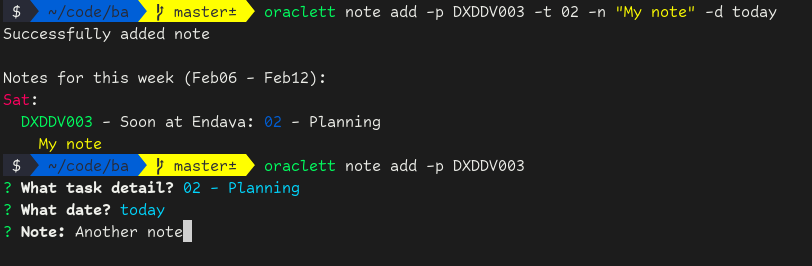 $ ~/code/ba master± oraclett note add -p DXDDV003 -t 02 -n "My note" -d today
Successfully added note
Notes for this week (Feb06 - Feb12):
Sat:
DXDDV003 - Soon at Endava: 02 - Planning
My note
$ ~/code/ba master± oraclett note add -p DXDDV003
? What task detail? 02 - Planning
? What date? today
? Note: Another note